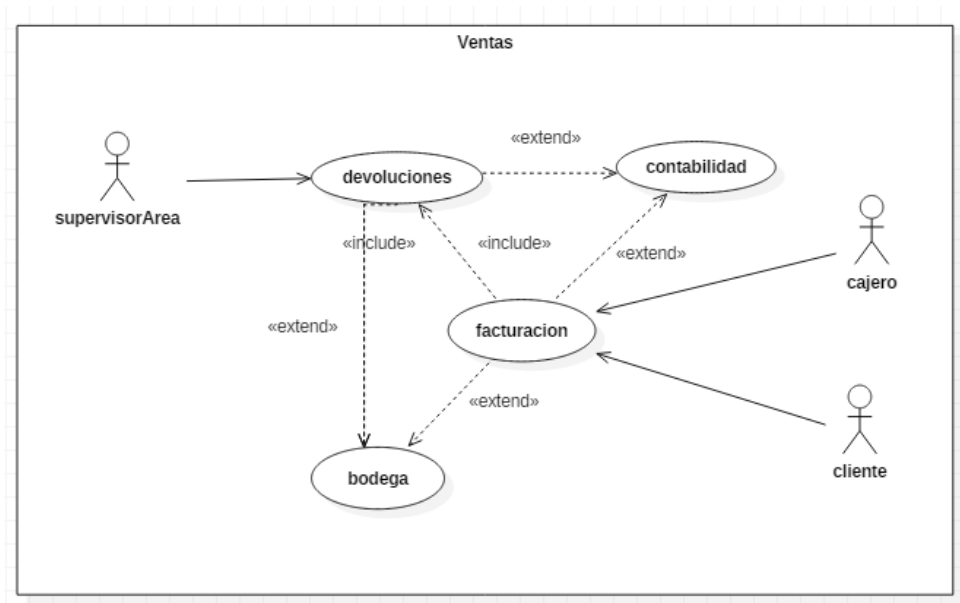 Ventas
«extend»
devoluciones
contabilidad
supervisorArea
«include»
«include»
«extend»
cajero
«extend»
facturacion
«extend»
cliente
bodega